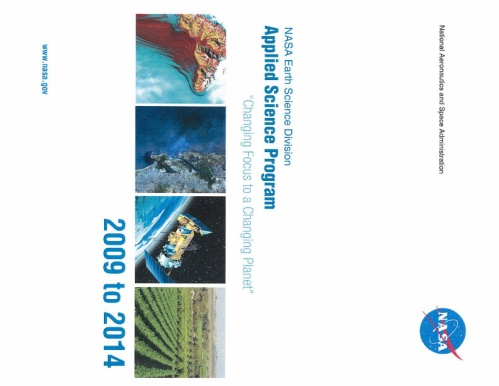 National Aeronautics and Space Administration
NASA
NASA Earth Science Division
Applied Science Program
"Changing Focus to a Changing Planet"
2009 to 2014
www.nasa.gov